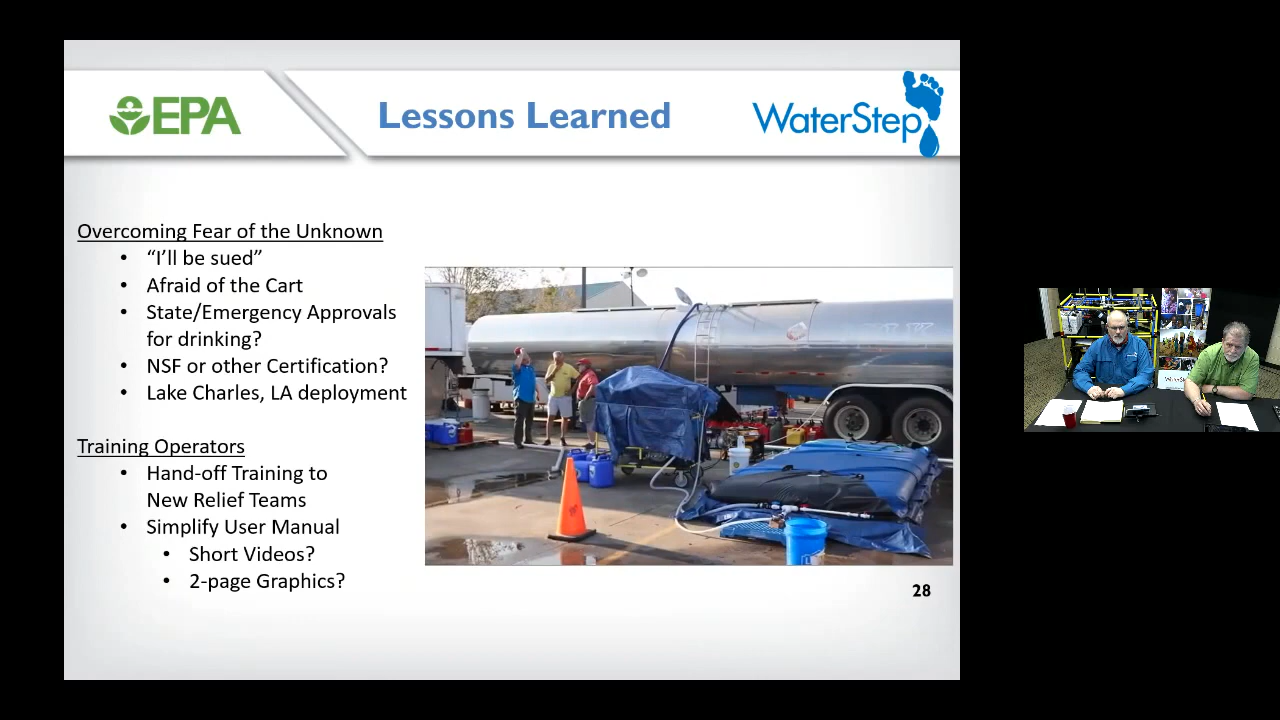 EPA
Lessons Learned
WaterStep
Overcoming Fear of the Unknown
• “I’ll be sued”
• Afraid of the Cart
• State/Emergency Approvals
for drinking?
• NSF or other Certification?
• Lake Charles, LA deployment
Training Operators
• Hand-off Training to
New Relief Teams
• Simplify User Manual
• Short Videos?
• 2-page Graphics?
28